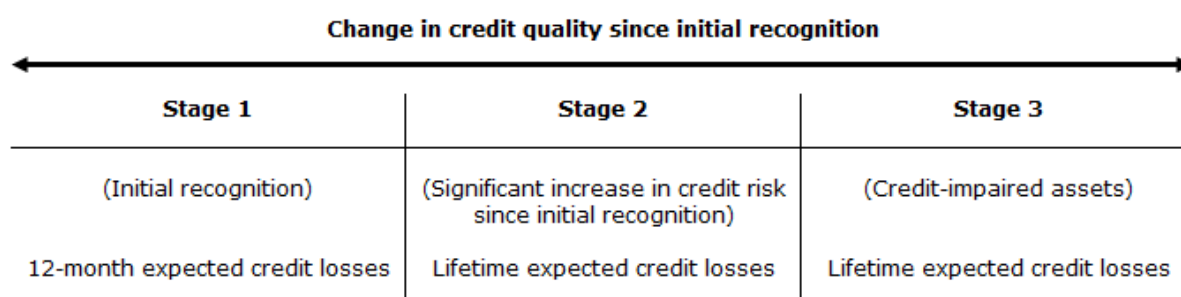 Change in credit quality since initial recognition
Stage 1
Stage 2
Stage 3
(Initial recognition)
(Significant increase in credit risk
since initial recognition)
(Credit-impaired assets)
12-month expected credit losses
Lifetime expected credit losses
Lifetime expected credit losses